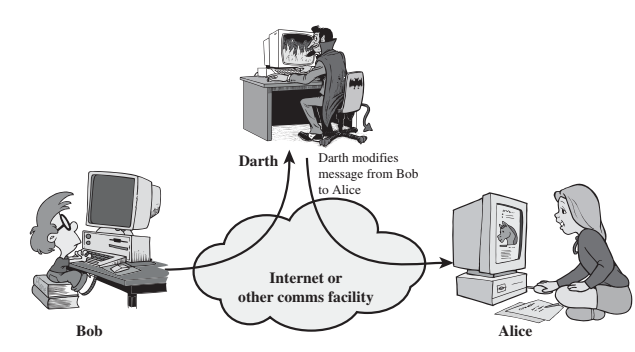 Darth
Darth modifies
message from Bob
to Alice
Internet or
other comms facility
Bob
Alice